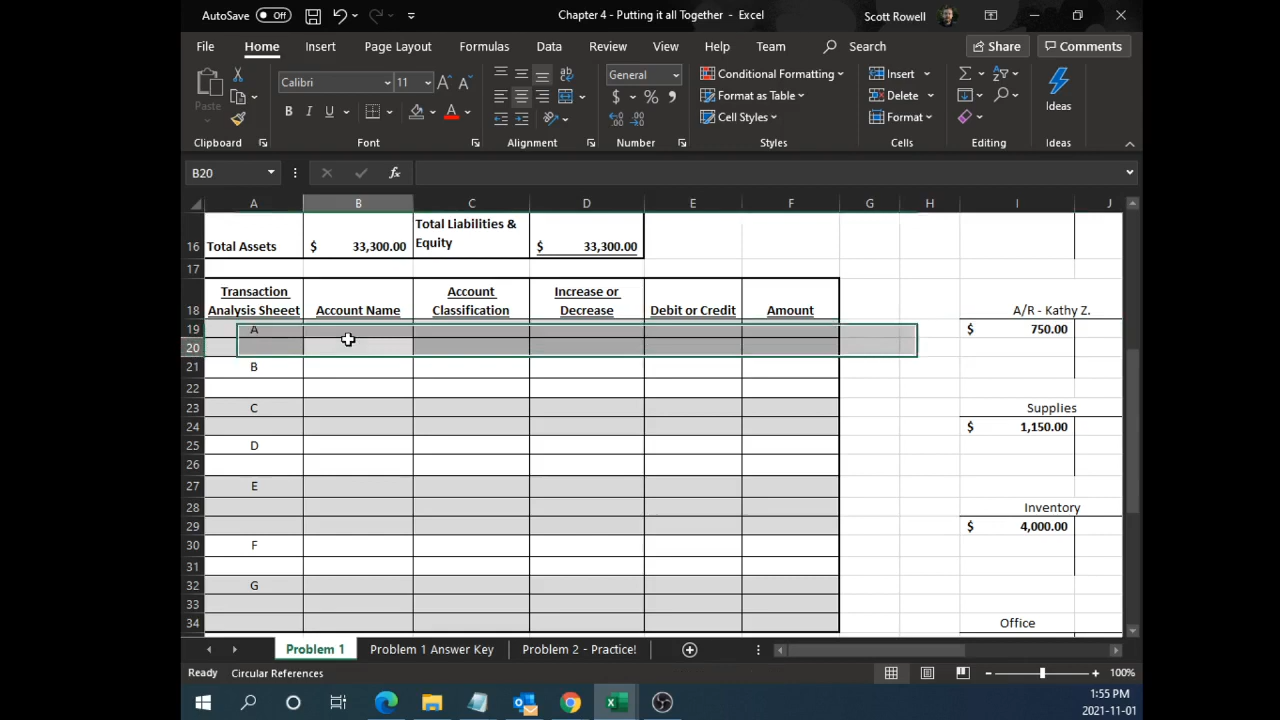 AutoSave Off Chapter 4 - Putting it all Together - Excel Scott Rowell
File Home Insert Page Layout Formulas Data Review View Help Team Search Share Comments
Paste Calibri 11 A A ab General Conditional Formatting Insert Σ Ideas
$ % , Format as Table Delete
B I U A Cell Styles Format
Clipboard Font Alignment Number Styles Cells Editing Ideas
B20 fx
A B C D E F G H I J
16 Total Assets $ 33,300.00 Total Liabilities &
Equity $ 33,300.00
17
18 Transaction
Analysis Sheeet Account Name Account
Classification Increase or
Decrease Debit or Credit Amount A/R - Kathy Z.
19 A $ 750.00
20
21 B
22
23 C Supplies
24 $ 1,150.00
25 D
26
27 E
28 Inventory
29 $ 4,000.00
30 F
31
32 G
33
34 Office
Problem 1 Problem 1 Answer Key Problem 2 - Practice!
Ready Circular References 100%
1:55 PM
2021-11-01